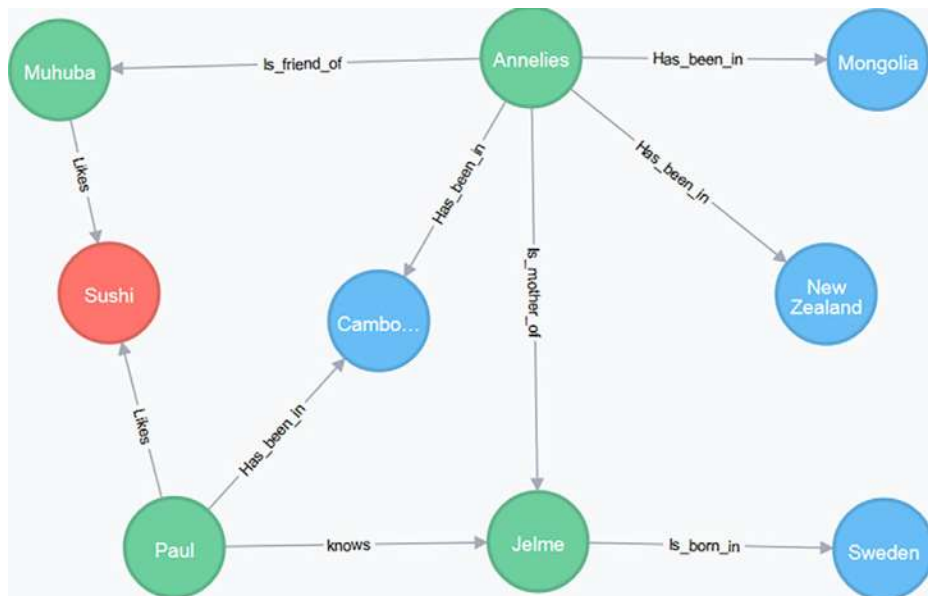 Muhuba
Is_friend_of
Annelies
Has_been_in
Mongolia
Likes
Has_been_in
Has_been_in
Is_mother_of
Sushi
Cambo...
New
Zealand
Likes
Has_been_in
Paul
knows
Jelme
Is_born_in
Sweden